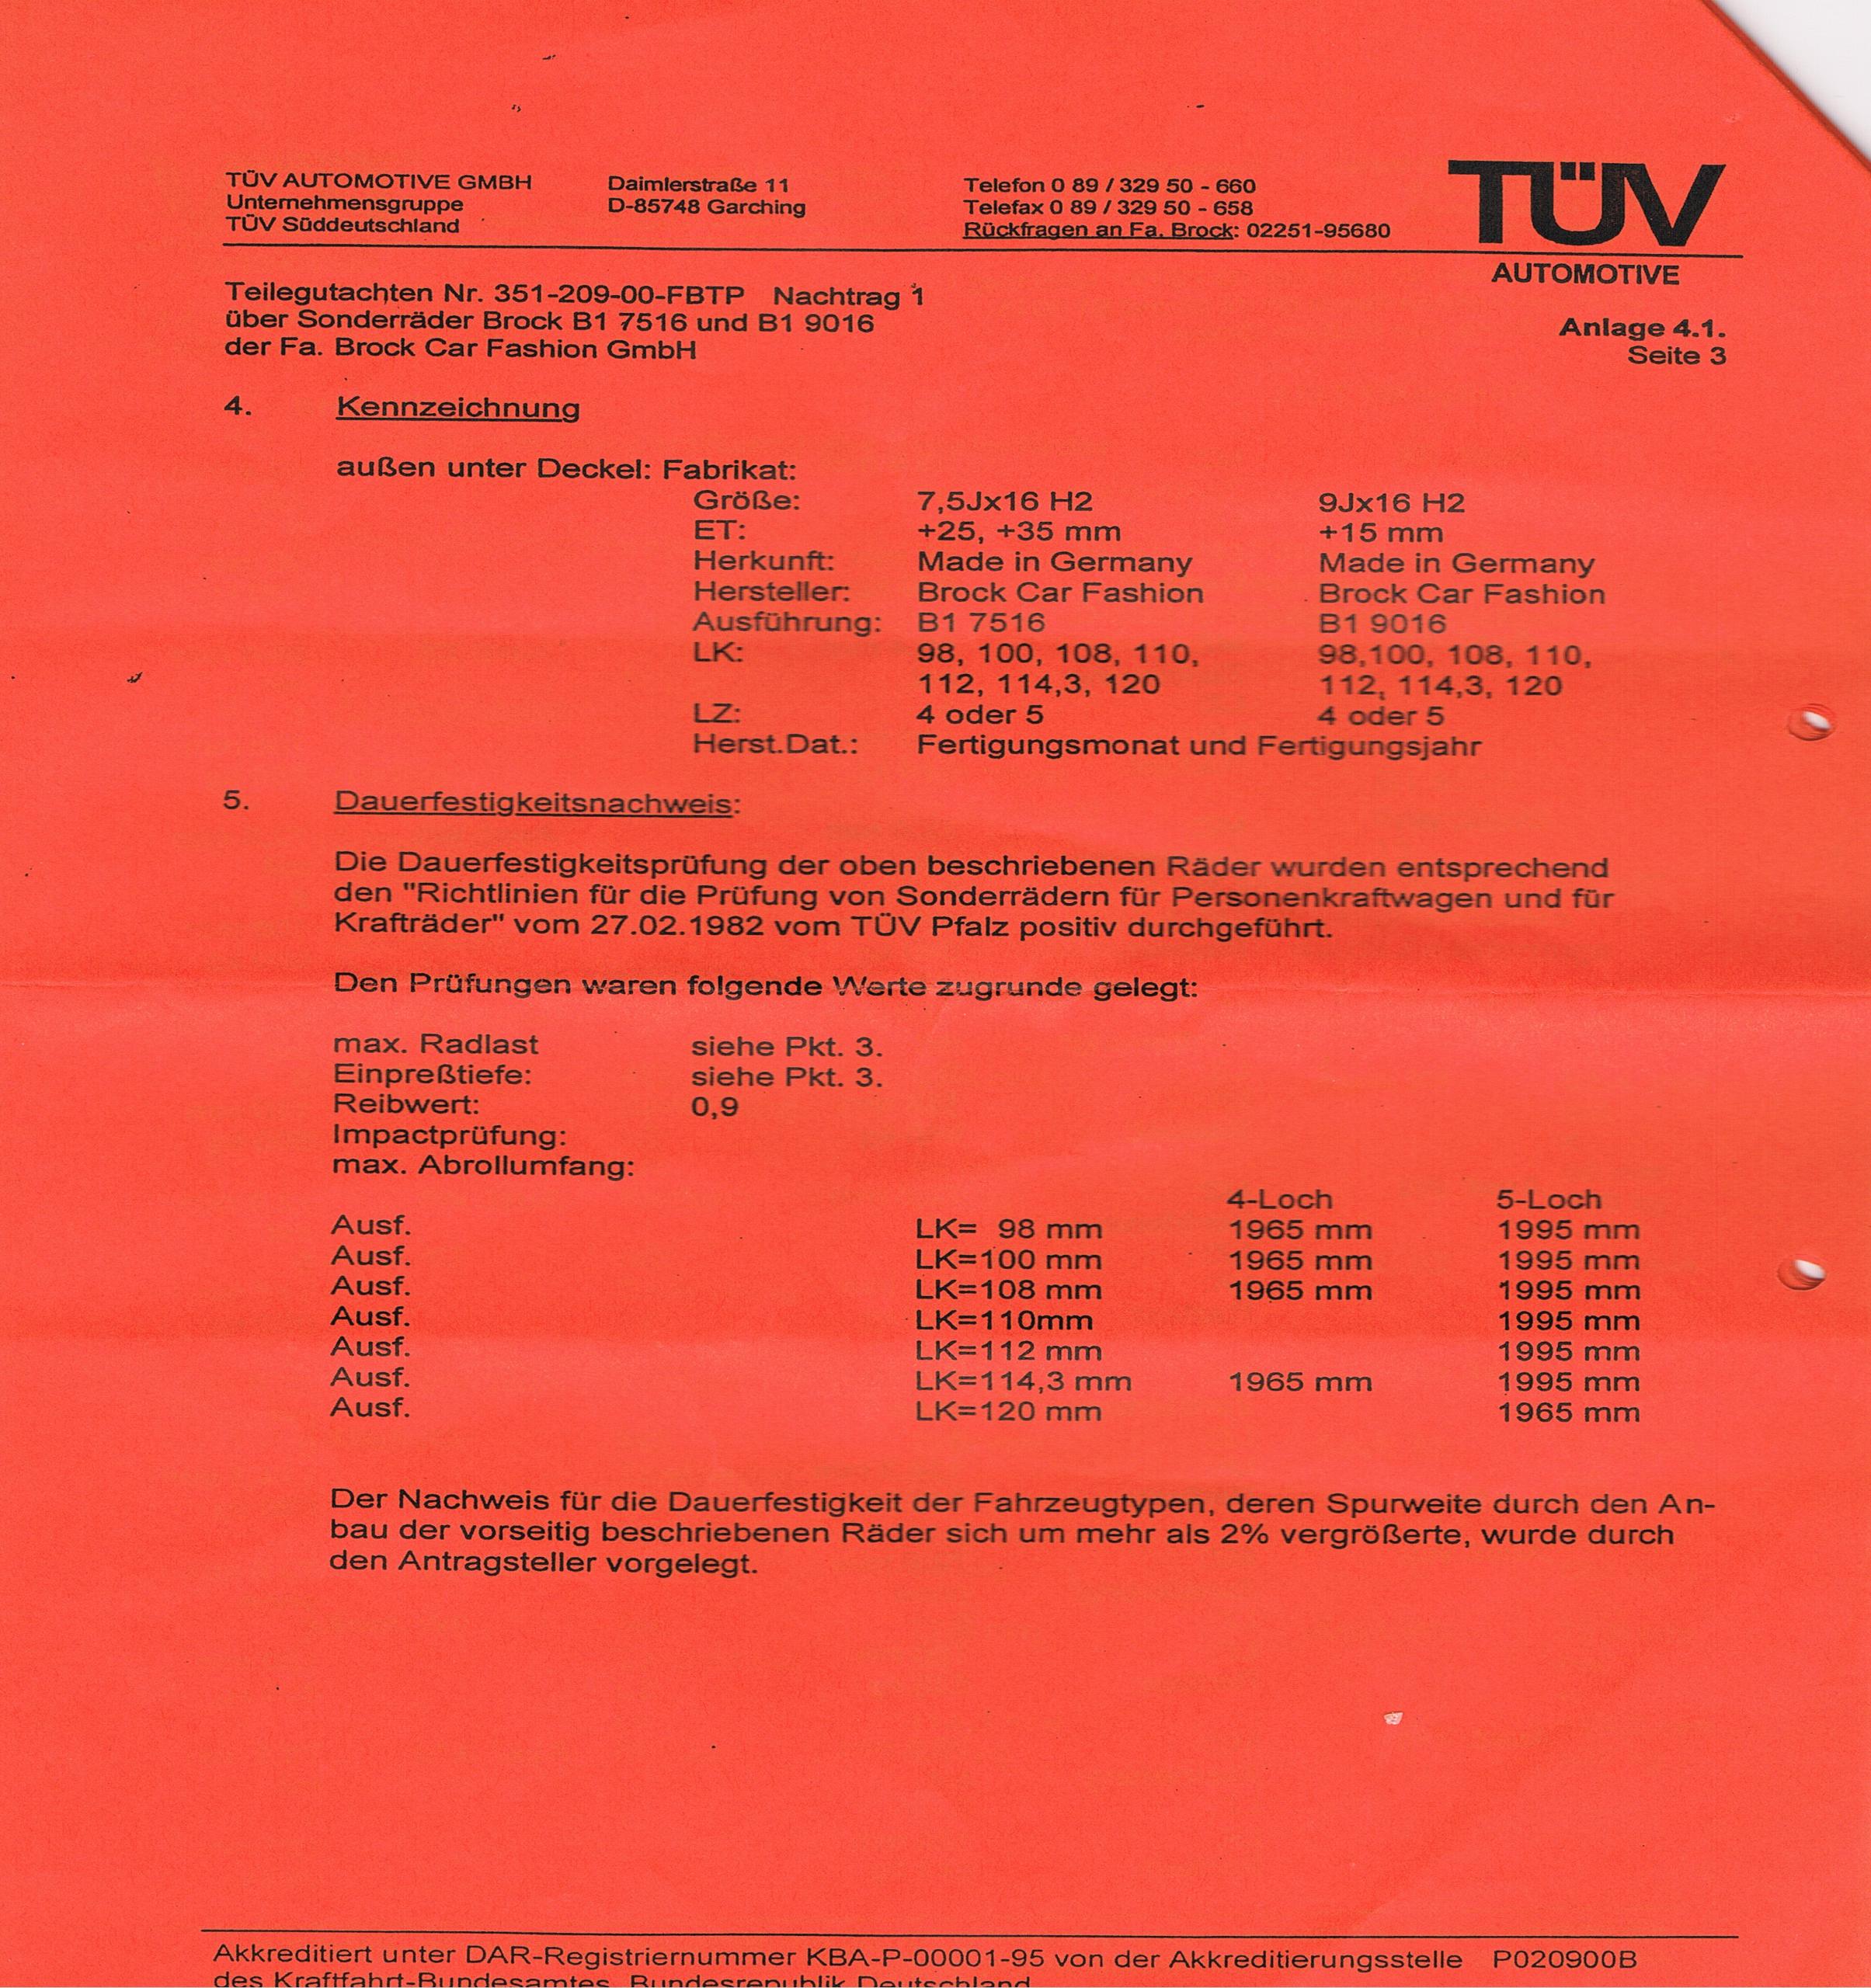 TÜV AUTOMOTIVE GMBH Daimlerstraße 11 Telefon 0 89 / 329 50 - 660
Unternehmensgruppe D-85748 Garching Telefax 0 89 / 329 50 - 658
TÜV Süddeutschland Rückfragen an Fa. Brock: 02251-95680
TÜV
AUTOMOTIVE
Teilegutachten Nr. 351-209-00-FBTP Nachtrag 1
über Sonderräder Brock B1 7516 und B1 9016
der Fa. Brock Car Fashion GmbH
Anlage 4.1.
Seite 3
4. Kennzeichnung
außen unter Deckel: Fabrikat:
Größe: 7,5Jx16 H2 9Jx16 H2
ET: +25, +35 mm +15 mm
Herkunft: Made in Germany Made in Germany
Hersteller: Brock Car Fashion Brock Car Fashion
Ausführung: B1 7516 B1 9016
LK: 98, 100, 108, 110, 98,100, 108, 110,
112, 114,3, 120 112, 114,3, 120
LZ: 4 oder 5 4 oder 5
Herst.Dat.: Fertigungsmonat und Fertigungsjahr
5. Dauerfestigkeitsnachweis:
Die Dauerfestigkeitsprüfung der oben beschriebenen Räder wurden entsprechend
den "Richtlinien für die Prüfung von Sonderrädern für Personenkraftwagen und für
Krafträder" vom 27.02.1982 vom TÜV Pfalz positiv durchgeführt.
Den Prüfungen waren folgende Werte zugrunde gelegt:
max. Radlast siehe Pkt. 3.
Einpreßtiefe: siehe Pkt. 3.
Reibwert: 0,9
Impactprüfung:
max. Abrollumfang:
4-Loch 5-Loch
Ausf. LK= 98 mm 1965 mm 1995 mm
Ausf. LK=100 mm 1965 mm 1995 mm
Ausf. LK=108 mm 1965 mm 1995 mm
Ausf. LK=110mm 1995 mm
Ausf. LK=112 mm 1995 mm
Ausf. LK=114,3 mm 1965 mm 1995 mm
Ausf. LK=120 mm 1965 mm
Der Nachweis für die Dauerfestigkeit der Fahrzeugtypen, deren Spurweite durch den An-
bau der vorseitig beschriebenen Räder sich um mehr als 2% vergrößerte, wurde durch
den Antragsteller vorgelegt.
Akkreditiert unter DAR-Registriernummer KBA-P-00001-95 von der Akkreditierungsstelle P020900B
des Kraftfahrt-Bundesamtes, Bundesrepublik Deutschland